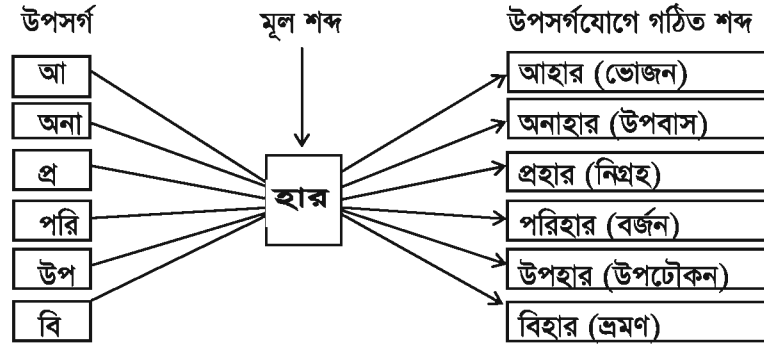 উপসর্গ মূল শব্দ উপসর্গযোগে গঠিত শব্দ
আ আহার (ভোজন)
অনা অনাহার (উপবাস)
প্র প্রহার (নিগ্রহ)
হার
পরি পরিহার (বর্জন)
উপ উপহার (উপঢৌকন)
বি বিহার (ভ্রমণ)